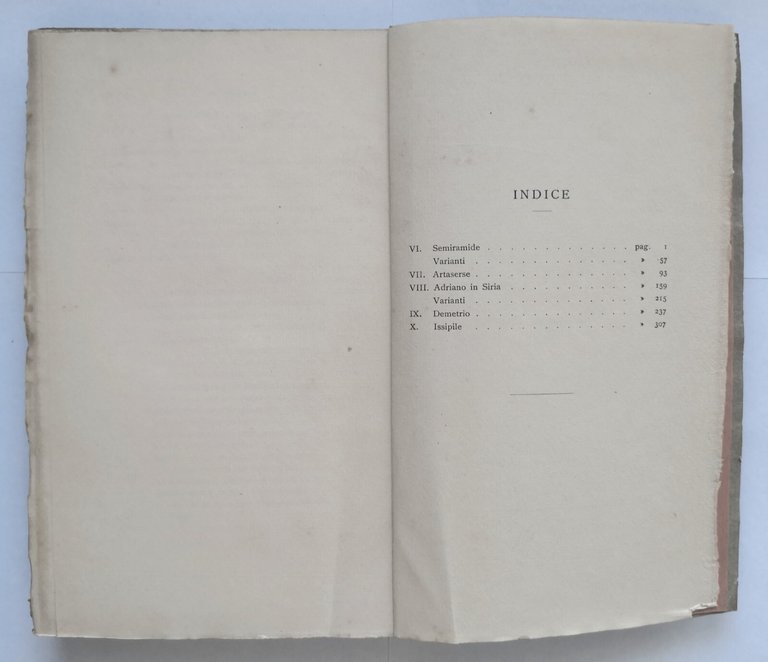 INDICE
VI. Semiramide . . . . . . . . . . . . . pag. 1
Varianti . . . . . . . . . . . . . . » 57
VII. Artaserse . . . . . . . . . . . . . . » 93
VIII. Adriano in Siria . . . . . . . . . . . » 159
Varianti . . . . . . . . . . . . . . » 215
IX. Demetrio . . . . . . . . . . . . . . » 237
X. Issipile . . . . . . . . . . . . . . » 307